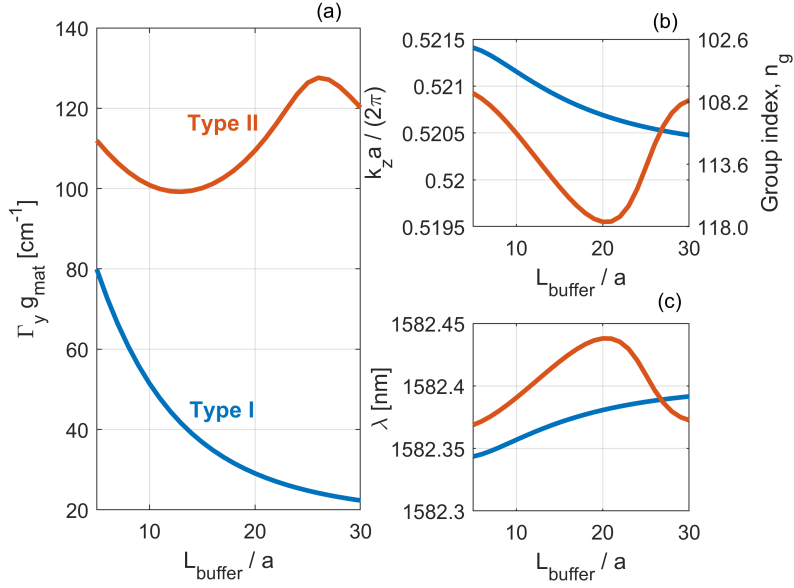 (a)
140
120
100
80
60
40
20
10
20
30
Γy gmat [cm-1]
Type II
Type I
Lbuffer / a
(b)
0.5215
0.521
0.5205
0.52
0.5195
kz a / (2π)
102.6
108.2
113.6
118.0
Group index, ng
10
20
30
Lbuffer / a
(c)
1582.45
1582.4
1582.35
1582.3
λ [nm]
10
20
30
Lbuffer / a